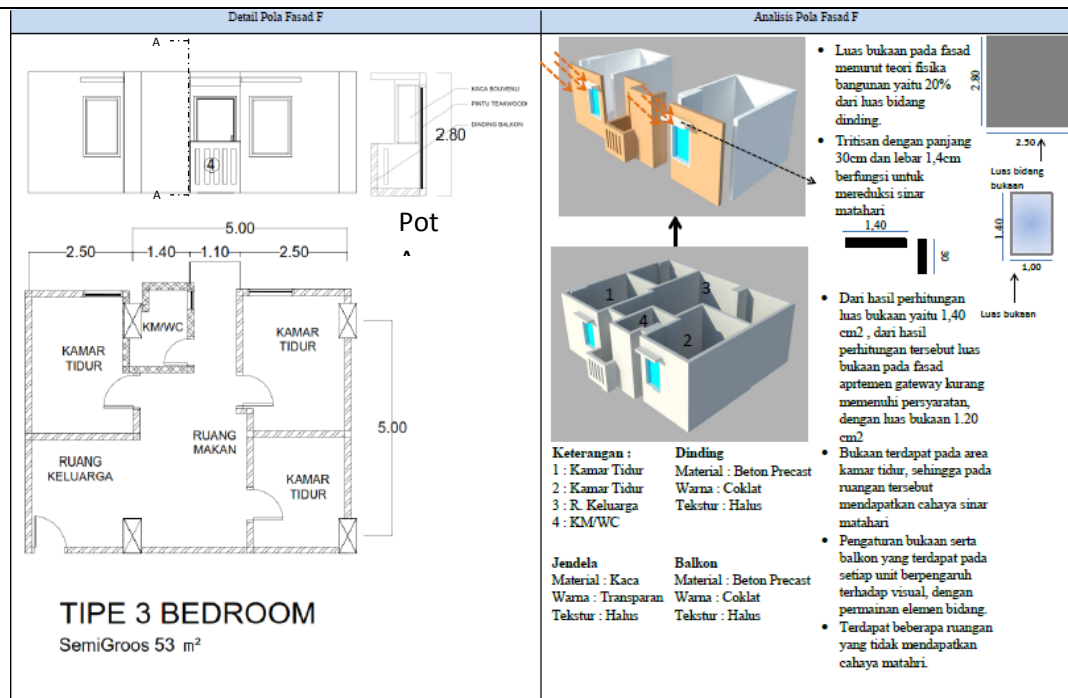 Detail Pola Fasad F
Analisis Pola Fasad F
A
KACA BOUVENLI
PINTU TEAKWOOD
DINDING BALKON
2.80
4
A
Pot
A
5.00
2.50
1.40
1.10
2.50
KM/WC
KAMAR
TIDUR
KAMAR
TIDUR
RUANG
MAKAN
5.00
RUANG
KELUARGA
KAMAR
TIDUR
TIPE 3 BEDROOM
SemiGroos 53 m²
1
3
4
2
Keterangan :
1 : Kamar Tidur
2 : Kamar Tidur
3 : R. Keluarga
4 : KM/WC
Dinding
Material : Beton Precast
Warna : Coklat
Tekstur : Halus
Jendela
Material : Kaca
Warna : Transparan
Tekstur : Halus
Balkon
Material : Beton Precast
Warna : Coklat
Tekstur : Halus
• Luas bukaan pada fasad
menurut teori fisika
bangunan yaitu 20%
dari luas bidang
dinding.
• Tritisan dengan panjang
30cm dan lebar 1,4cm
berfungsi untuk
mereduksi sinar
matahari
1,40
30
• Dari hasil perhitungan
luas bukaan yaitu 1,40
cm2 , dari hasil
perhitungan tersebut luas
bukaan pada fasad
aprtemen gateway kurang
memenuhi persyaratan,
dengan luas bukaan 1.20
cm2
• Bukaan terdapat pada area
kamar tidur, sehingga pada
ruangan tersebut
mendapatkan cahaya sinar
matahari
• Pengaturan bukaan serta
balkon yang terdapat pada
setiap unit berpengaruh
terhadap visual, dengan
permainan elemen bidang.
• Terdapat beberapa ruangan
yang tidak mendapatkan
cahaya matahri.
2.80
2.50
Luas bidang
bukaan
1.40
1,00
Luas bukaan